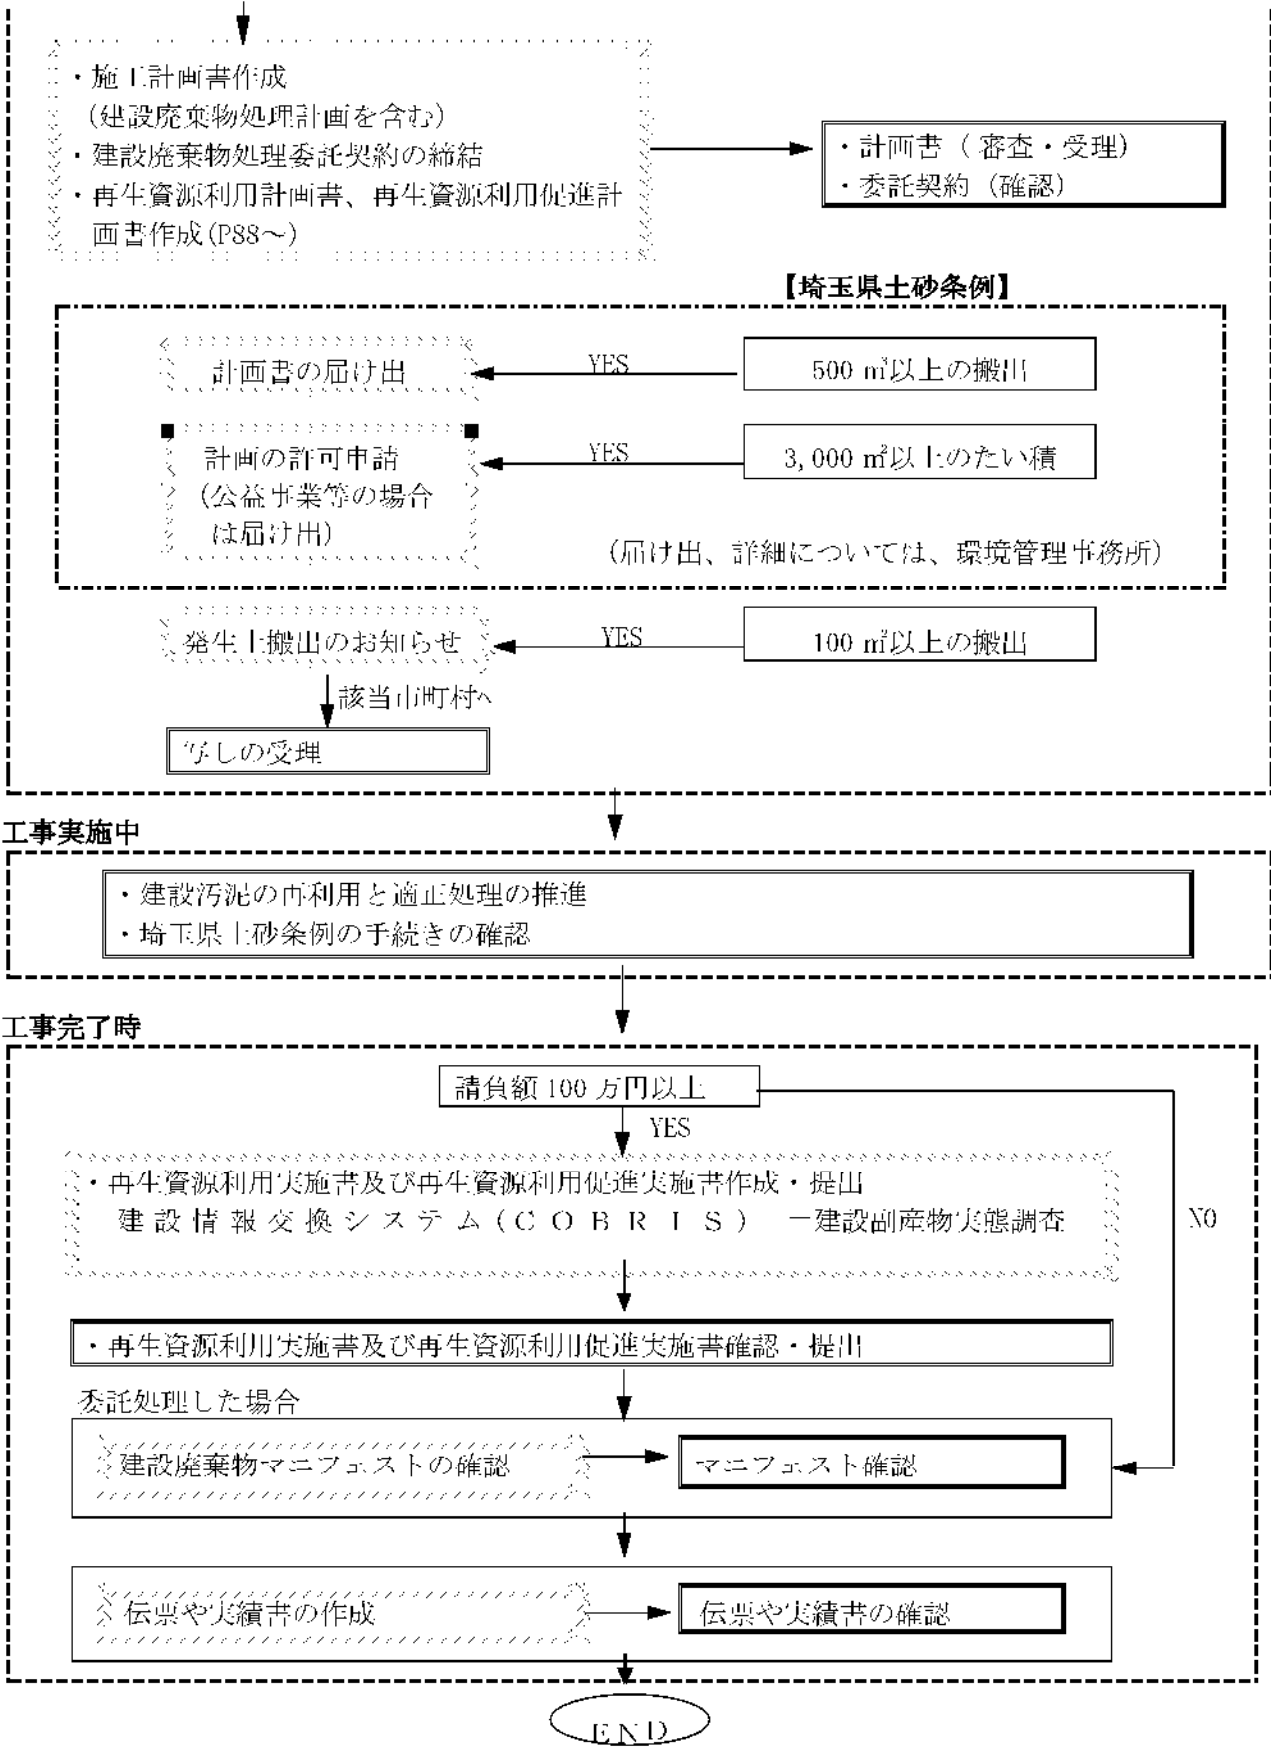 ・施工計画書作成
(建設廃棄物処理計画を含む)
・建設廃棄物処理委託契約の締結
・再生資源利用計画書、再生資源利用促進計
画書作成(P88～)
・計画書（審査・受理)
・委託契約（確認）
【埼玉県土砂条例】
計画書の届け出
YES
500 ㎥以上の搬出
計画の許可申請
(公益事業等の場合
は届け出)
YES
3,000 ㎡以上のたい積
(届け出、詳細については、環境管理事務所)
発生土搬出のお知らせ
YES
100 ㎥以上の搬出
該当市町村へ
写しの受理
工事実施中
・建設汚泥の再利用と適正処理の推進
・埼玉県土砂条例の手続きの確認
工事完了時
請負額 100 万円以上
YES
・再生資源利用実施書及び再生資源利用促進実施書作成・提出
建設情報交換システム(ＣＯＢＲＩＳ) －建設副産物実態調査
NO
・再生資源利用実施書及び再生資源利用促進実施書確認・提出
委託処理した場合
建設廃棄物マニフェストの確認
マニフェスト確認
伝票や実績書の作成
伝票や実績書の確認
END